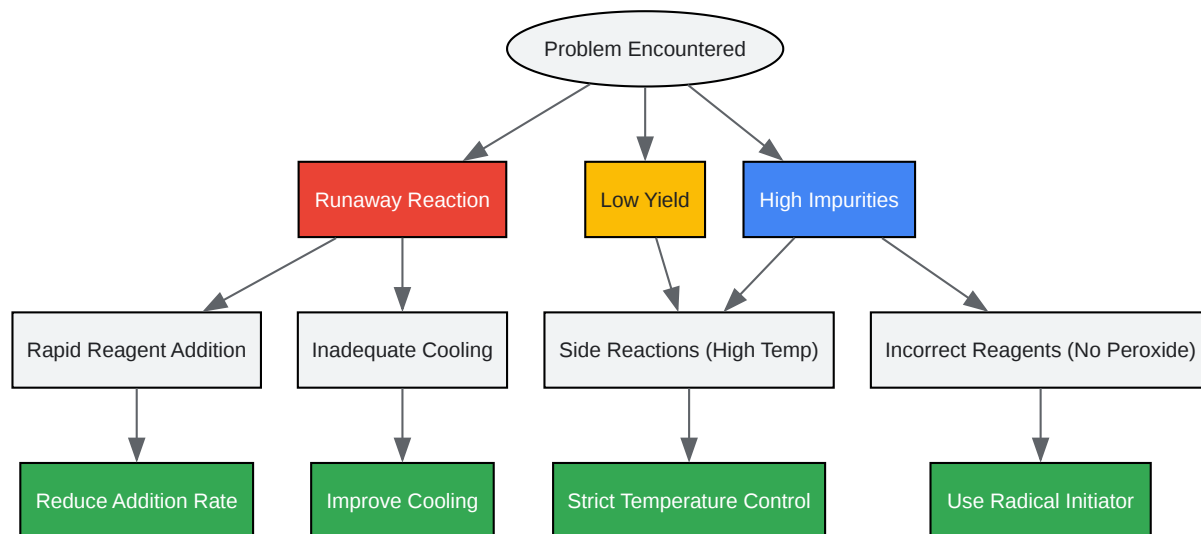 Problem Encountered
Runaway Reaction
Low Yield
High Impurities
Rapid Reagent Addition
Inadequate Cooling
Side Reactions (High Temp)
Incorrect Reagents (No Peroxide)
Reduce Addition Rate
Improve Cooling
Strict Temperature Control
Use Radical Initiator